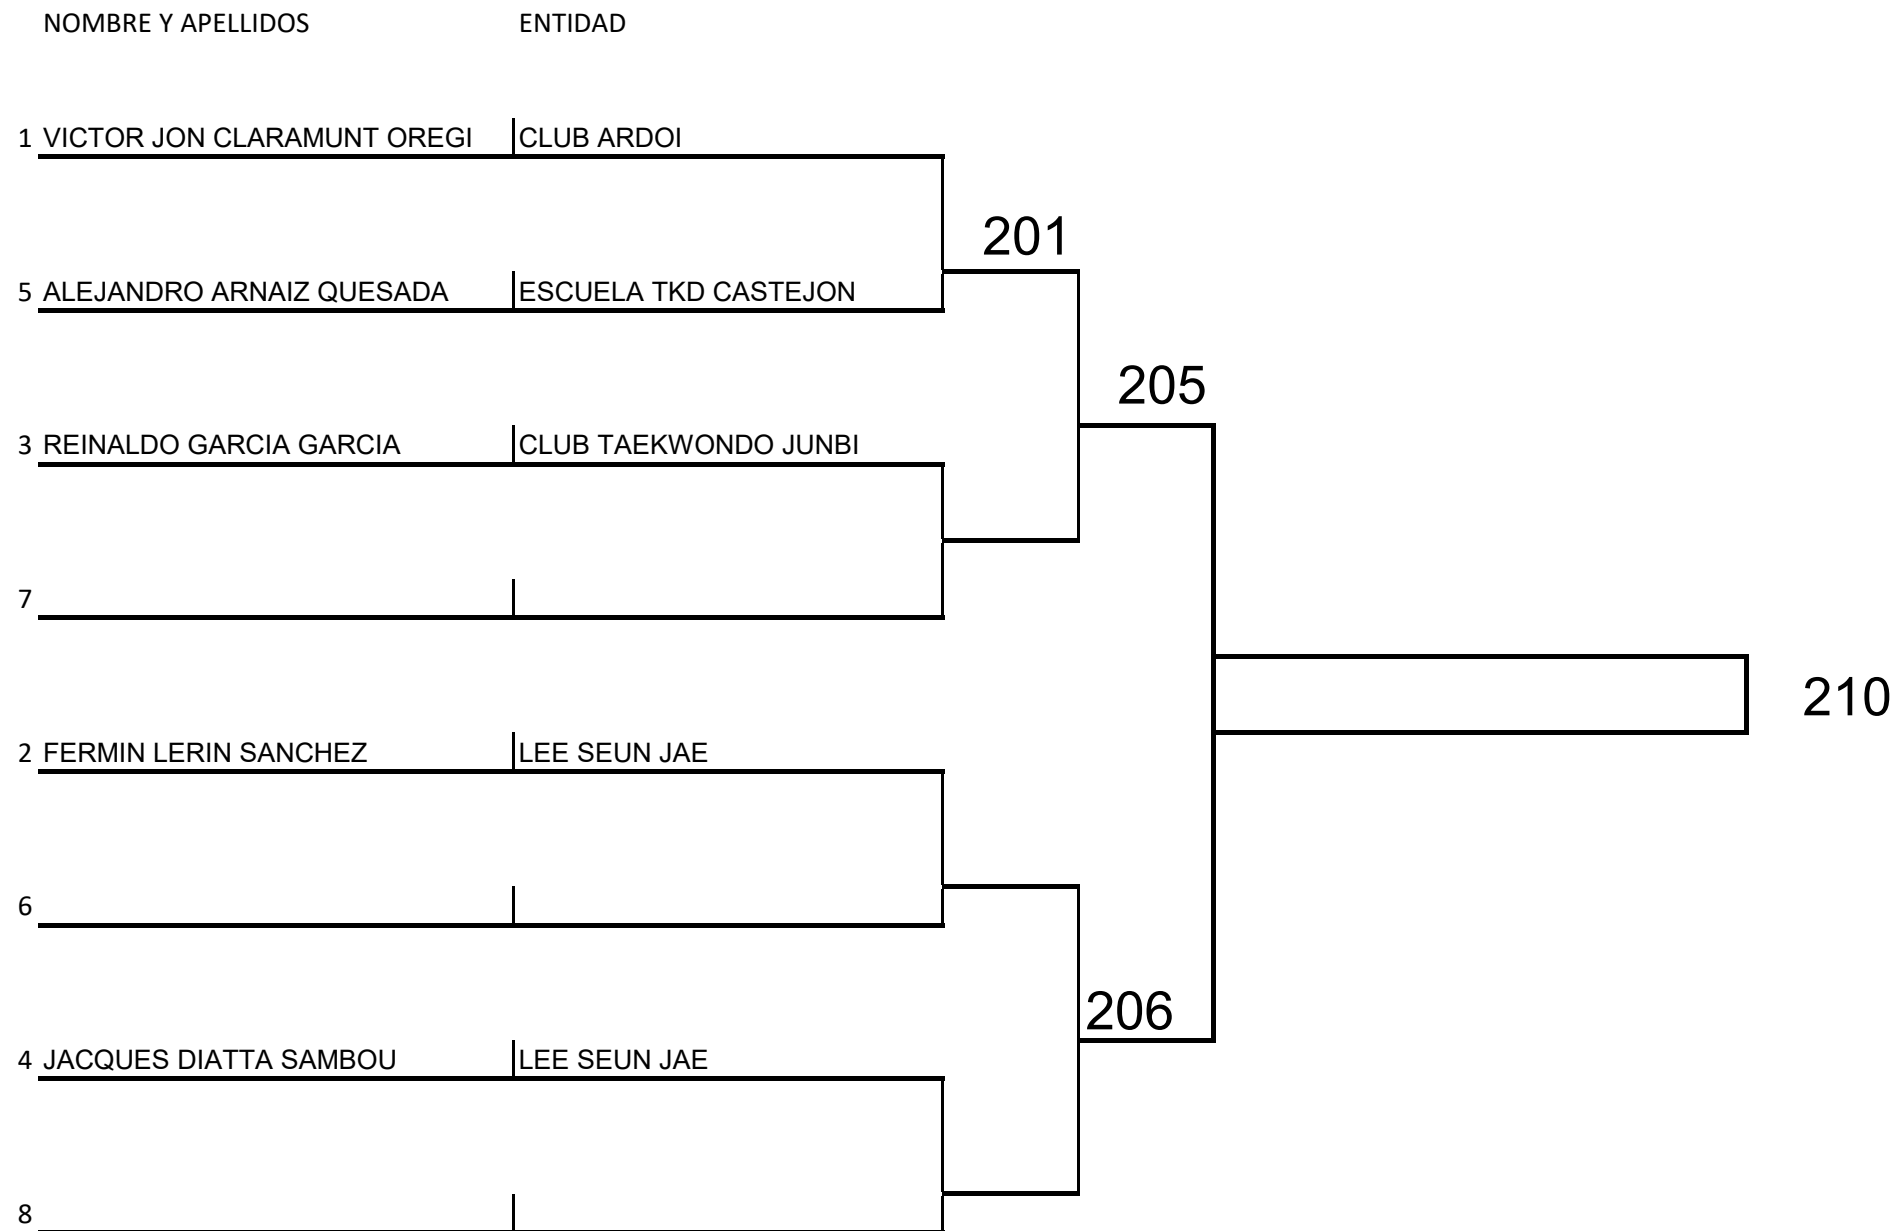 NOMBRE Y APELLIDOS ENTIDAD
1 VICTOR JON CLARAMUNT OREGI CLUB ARDOI
201
5 ALEJANDRO ARNAIZ QUESADA ESCUELA TKD CASTEJON
205
3 REINALDO GARCIA GARCIA CLUB TAEKWONDO JUNBI
7
210
2 FERMIN LERIN SANCHEZ LEE SEUN JAE
6
206
4 JACQUES DIATTA SAMBOU LEE SEUN JAE
8